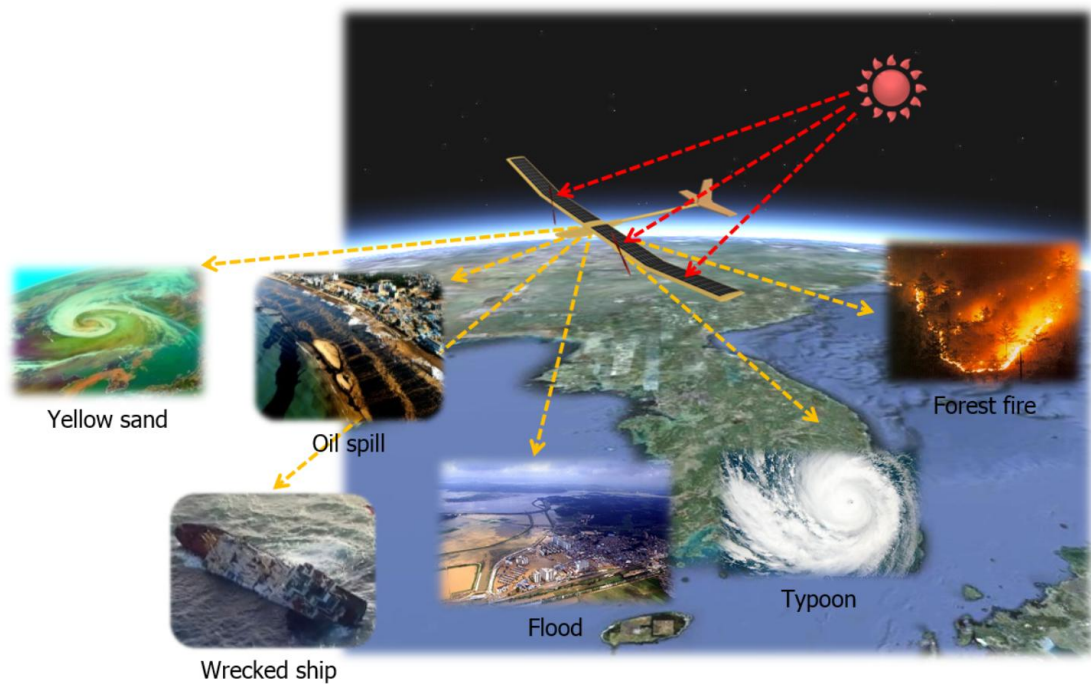 Yellow sand
Oil spill
Forest fire
Flood
Typoon
Wrecked ship